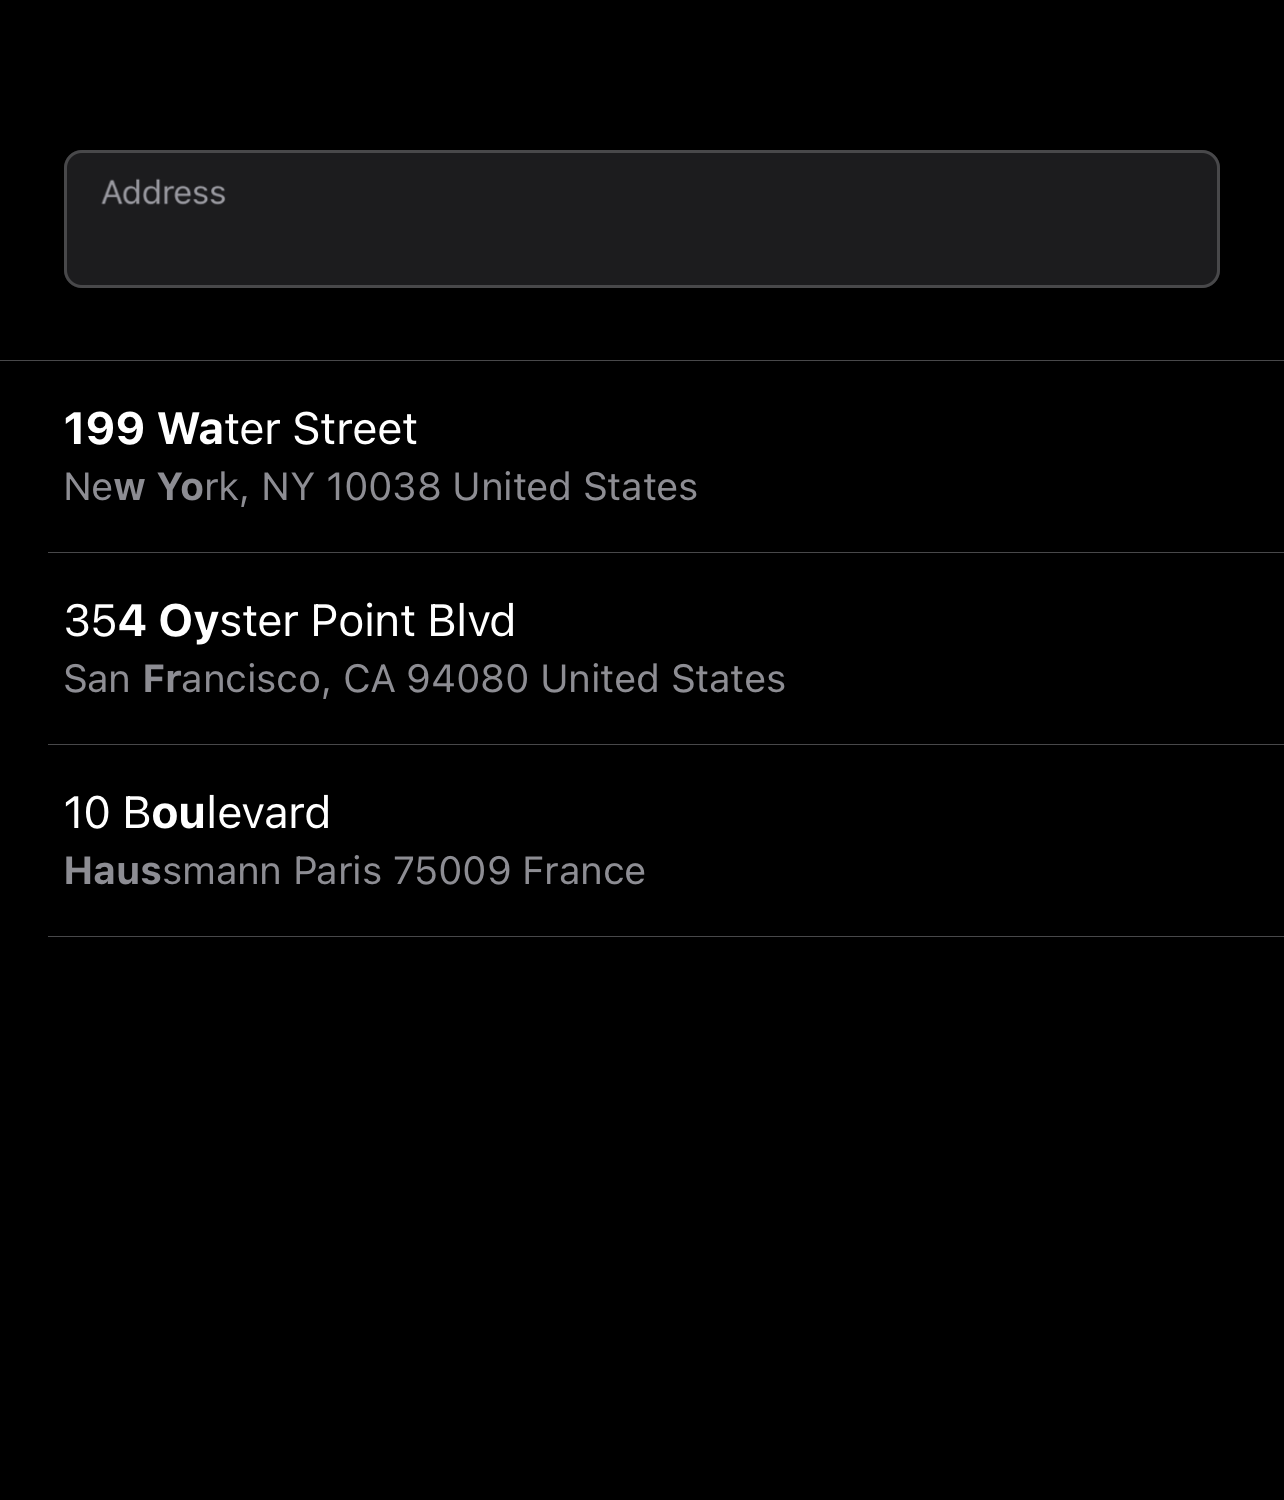 Address
199 Water Street
New York, NY 10038 United States
354 Oyster Point Blvd
San Francisco, CA 94080 United States
10 Boulevard
Haussmann Paris 75009 France